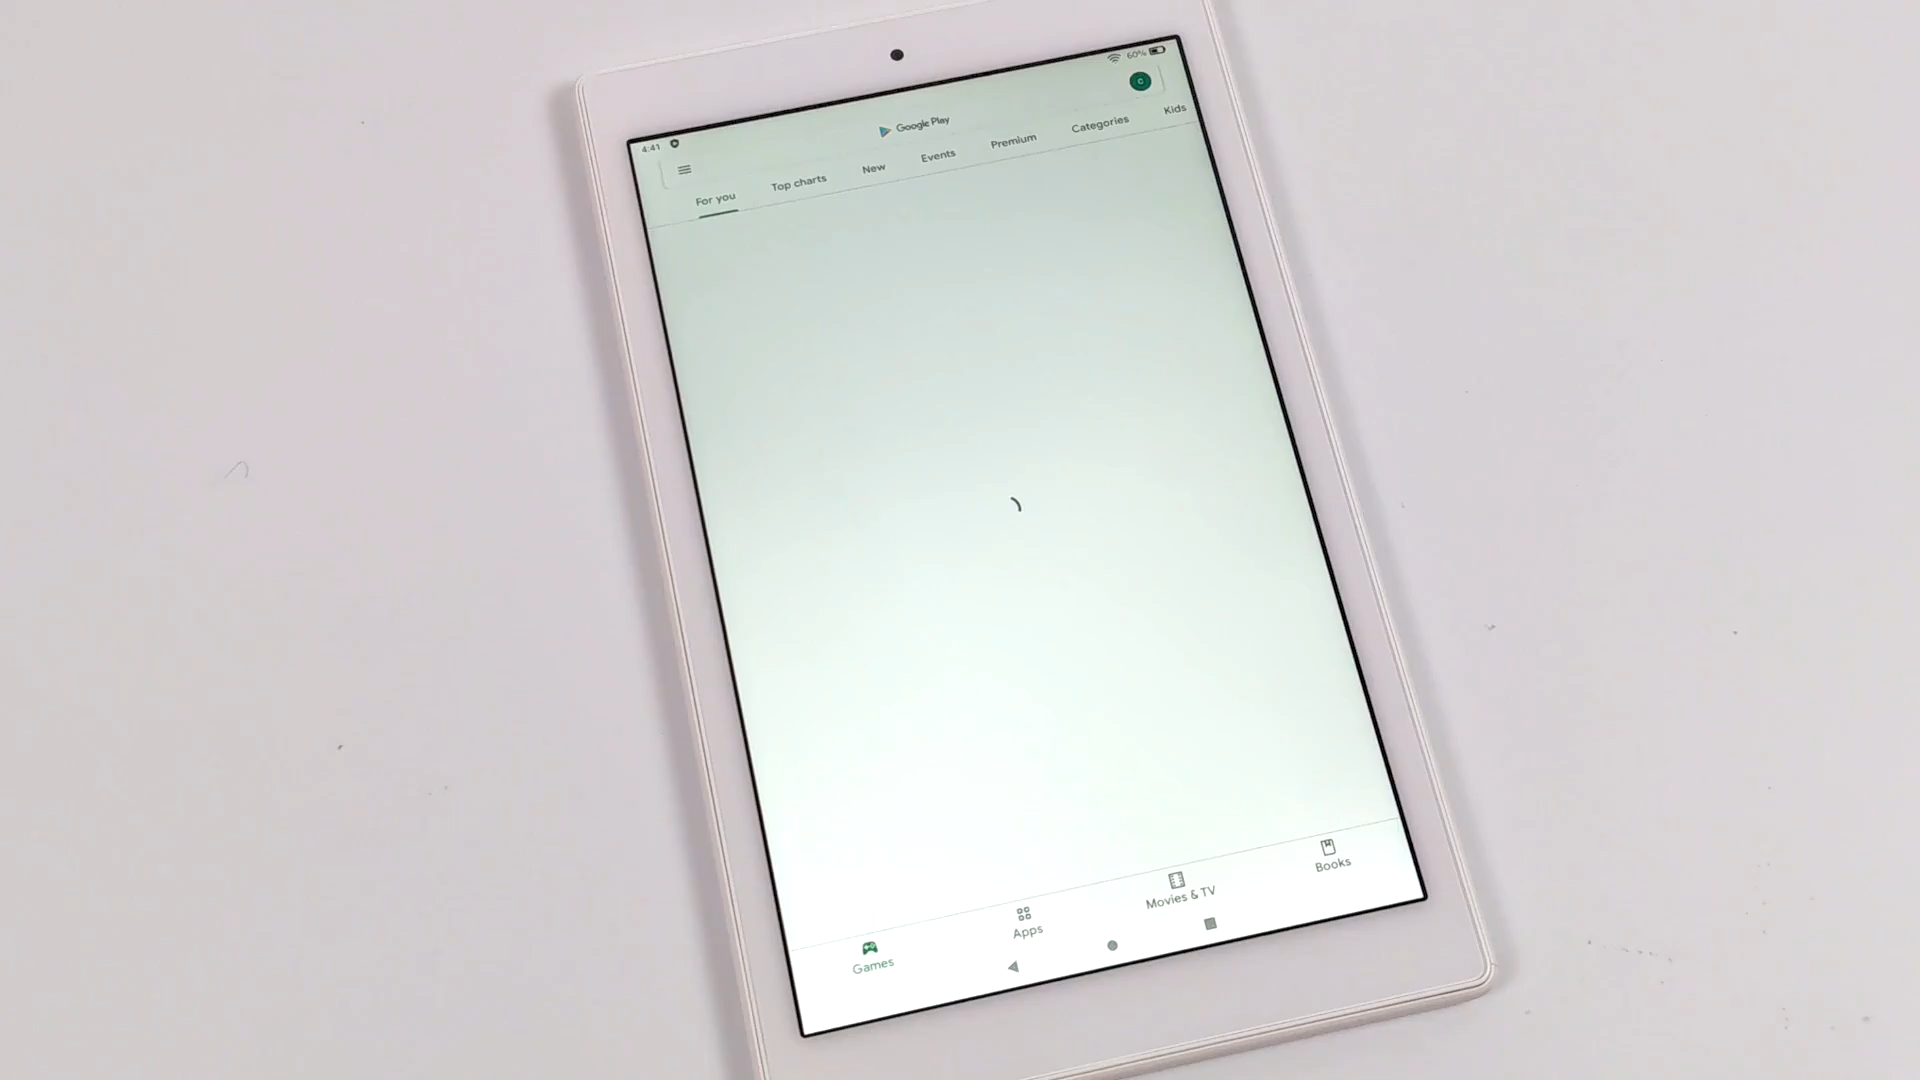 4:41
60%
Google Play
C
For you Top charts New Events Premium Categories Kids
Games Apps Movies & TV Books